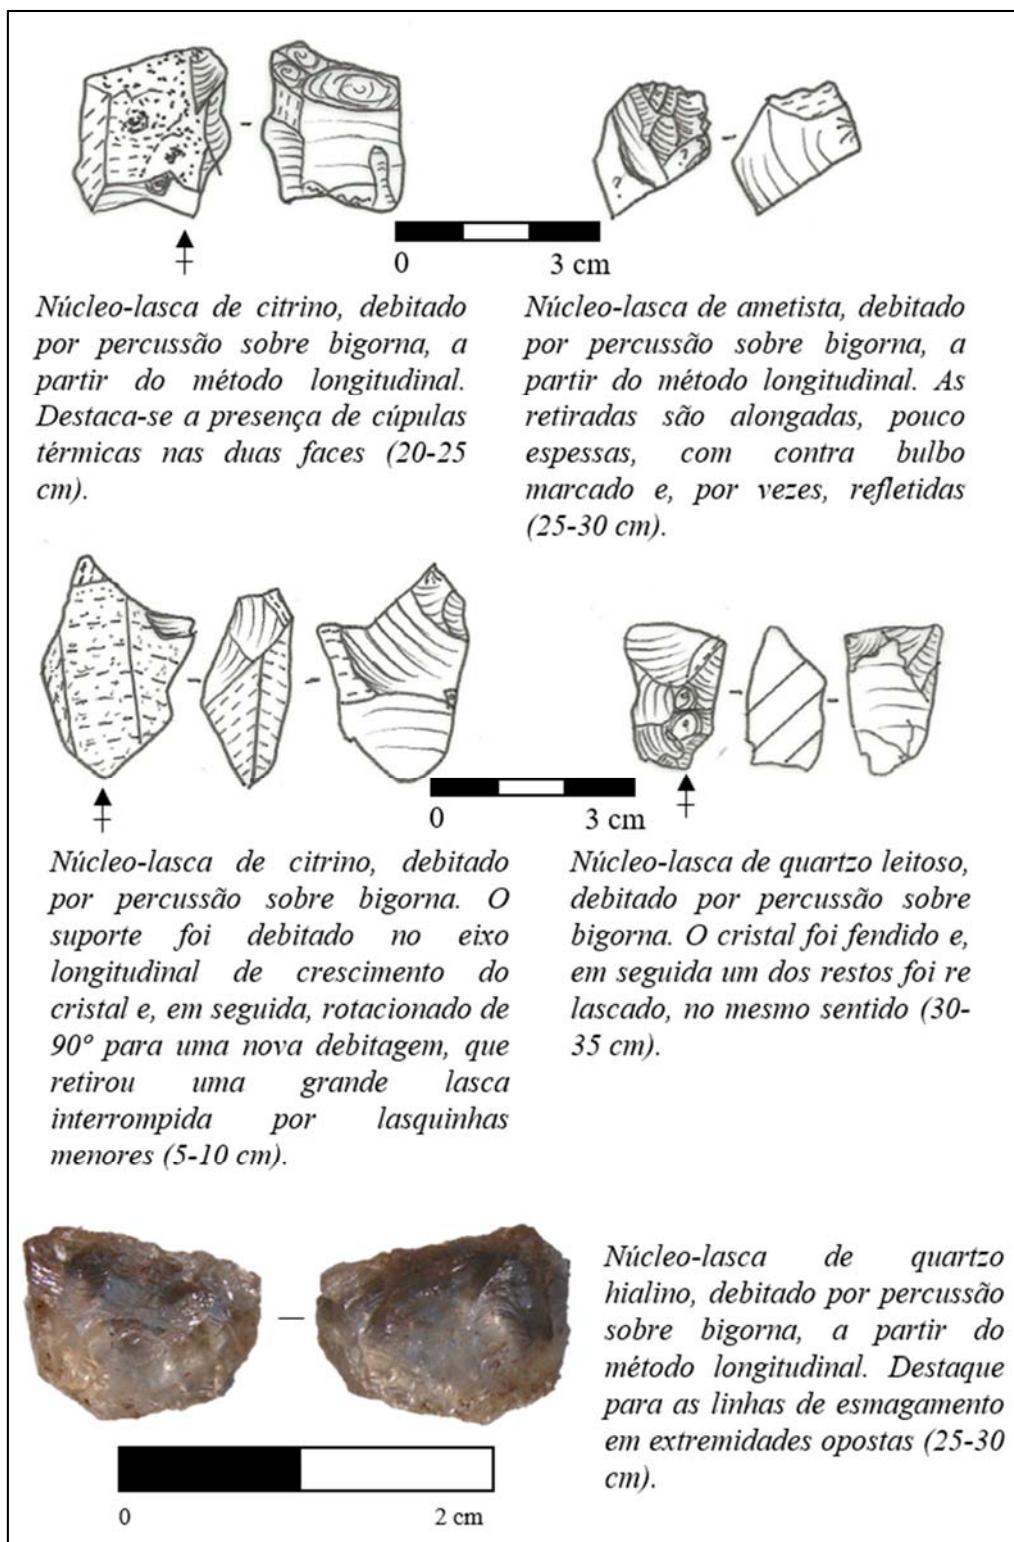 0 3 cm
Núcleo-lasca de citrino, debitado
por percussão sobre bigorna, a
partir do método longitudinal.
Destaca-se a presença de cúpulas
térmicas nas duas faces (20-25
cm).
Núcleo-lasca de ametista, debitado
por percussão sobre bigorna, a
partir do método longitudinal. As
retiradas são alongadas, pouco
espessas, com contra bulbo
marcado e, por vezes, refletidas
(25-30 cm).
0 3 cm
Núcleo-lasca de citrino, debitado
por percussão sobre bigorna. O
suporte foi debitado no eixo
longitudinal de crescimento do
cristal e, em seguida, rotacionado de
90º para uma nova debitagem, que
retirou uma grande lasca
interrompida por lasquinhas
menores (5-10 cm).
Núcleo-lasca de quartzo leitoso,
debitado por percussão sobre
bigorna. O cristal foi fendido e,
em seguida um dos restos foi re
lascado, no mesmo sentido (30-
35 cm).
Núcleo-lasca de quartzo
hialino, debitado por percussão
sobre bigorna, a partir do
método longitudinal. Destaque
para as linhas de esmagamento
em extremidades opostas (25-30
cm).
0 2 cm